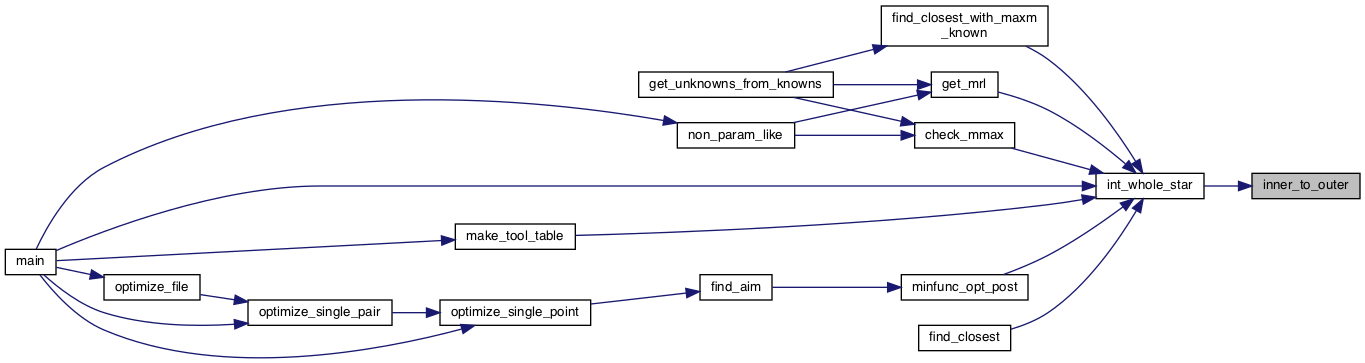 find_closest_with_maxm
_known
get_unknowns_from_knowns
get_mrl
non_param_like
check_mmax
int_whole_star
inner_to_outer
make_tool_table
main
optimize_file
find_aim
minfunc_opt_post
optimize_single_pair
optimize_single_point
find_closest